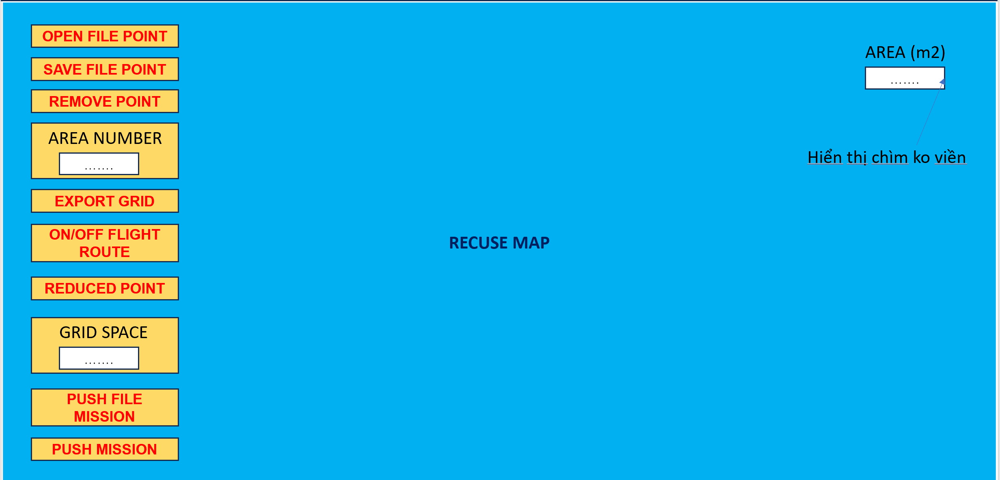 OPEN FILE POINT
SAVE FILE POINT
REMOVE POINT
AREA NUMBER
.......
EXPORT GRID
ON/OFF FLIGHT
ROUTE
REDUCED POINT
GRID SPACE
.......
PUSH FILE
MISSION
PUSH MISSION
RECUSE MAP
AREA (m2)
.......
Hiển thị chìm ko viền